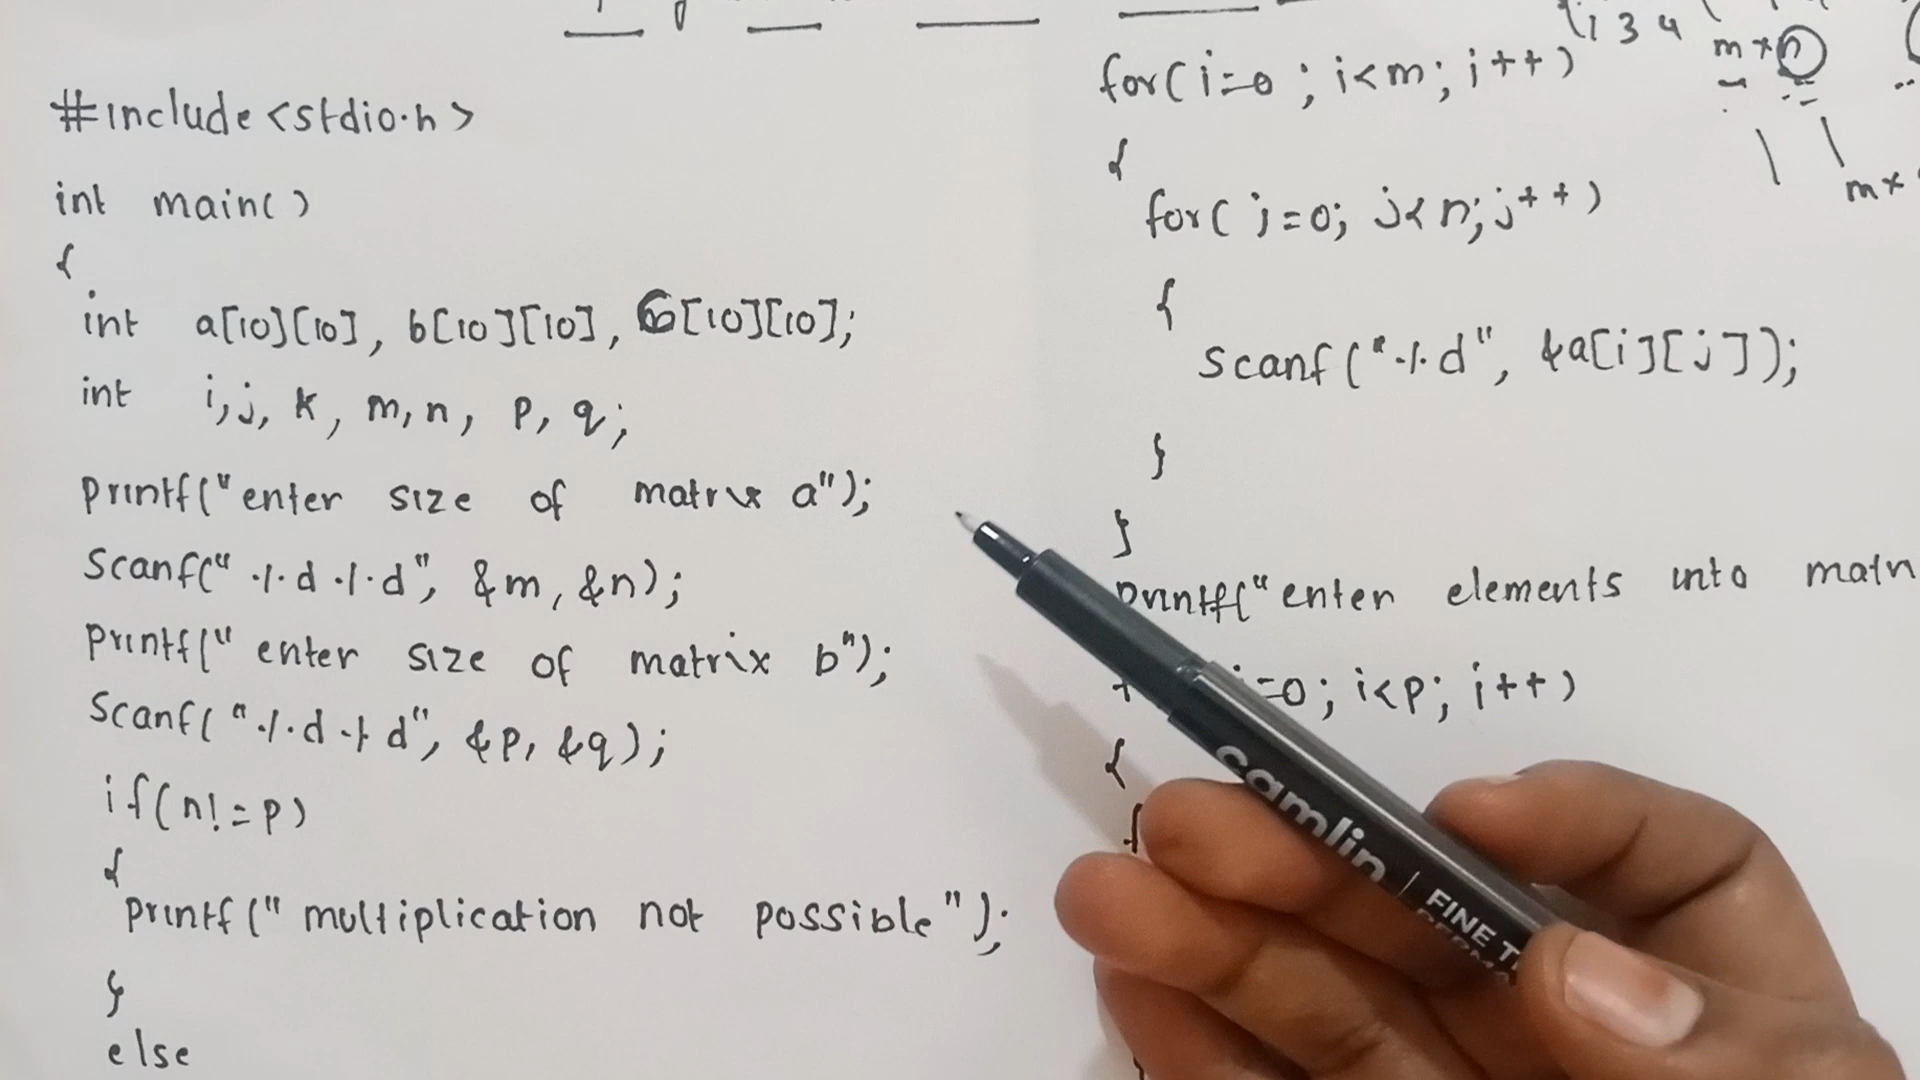 #include<stdio.h>
int main()
{
int a[10][10], b[10][10], c[10][10];
int i,j, k, m,n, p, q;
printf("enter size of matrix a");
scanf("%d%d", &m, &n);
printf("enter size of matrix b");
scanf("%d%d", &p, &q);
if(n!=p)
{
printf("multiplication not possible");
}
else
for(i=0; i<m; i++)
{
for(j=0; j<n; j++)
{
scanf("%d", &a[i][j]);
}
}
printf("enter elements into
i=0; i<p; i++)
{
1 3 4
m×n
m×
camlin
FINE